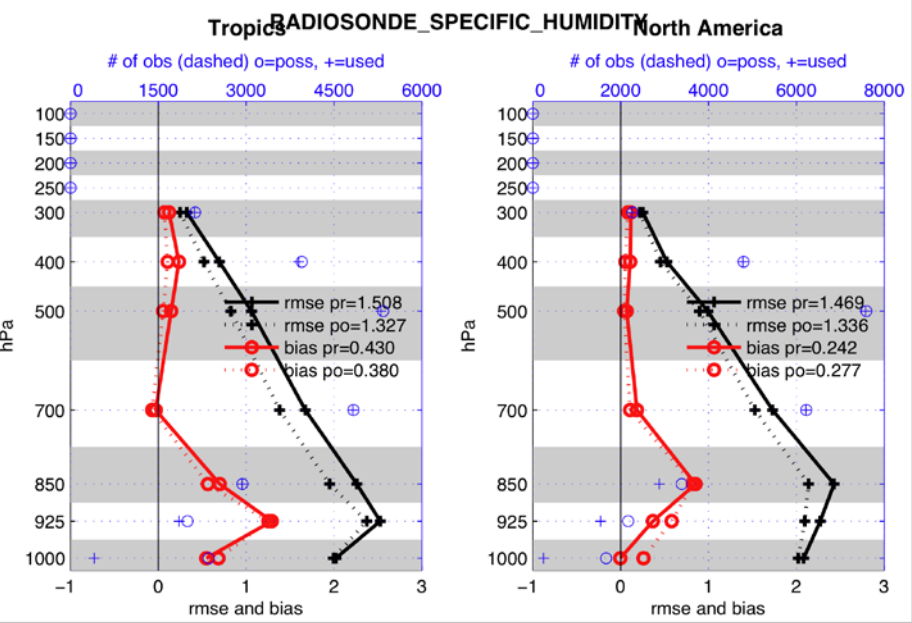 RADIOSONDE_SPECIFIC_HUMIDITY
Tropics
# of obs (dashed) o=poss, +=used
0 1500 3000 4500 6000
100
150
200
250
300
400
500
700
850
925
1000
hPa
rmse pr=1.508
rmse po=1.327
bias pr=0.430
bias po=0.380
−1 0 1 2 3
rmse and bias
North America
# of obs (dashed) o=poss, +=used
0 2000 4000 6000 8000
100
150
200
250
300
400
500
700
850
925
1000
hPa
rmse pr=1.469
rmse po=1.336
bias pr=0.242
bias po=0.277
−1 0 1 2 3
rmse and bias